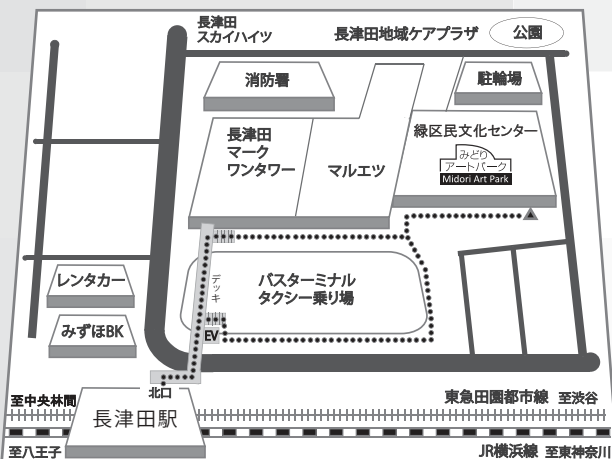 長津田
スカイハイツ
長津田地域ケアプラザ
公園
消防署
駐輪場
長津田
マーク
ワンタワー
マルエツ
緑区民文化センター
みどり
アートパーク
Midori Art Park
デッキ
バスターミナル
タクシー乗り場
レンタカー
みずほBK
EV
北口
至中央林間
長津田駅
東急田園都市線 至渋谷
至八王子
JR横浜線 至東神奈川